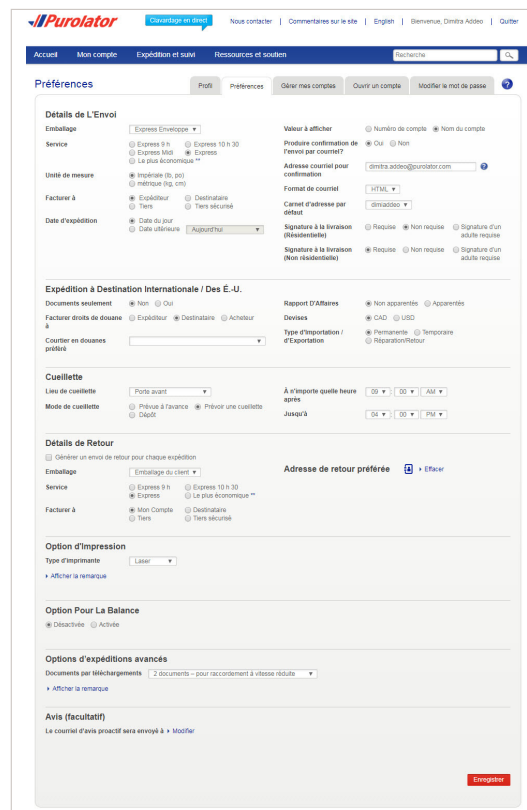 Purolator
Clavardage en direct
Nous contacter | Commentaires sur le site | English | Bienvenue, Dimitra Addeo | Quitter
Accueil Mon compte Expédition et suivi Ressources et soutien Recherche
Préférences Profil Préférences Gérer mes comptes Ouvrir un compte Modifier le mot de passe ?
Détails de L'Envoi
Emballage Express Enveloppe
Service Express 9 h Express 10 h 30
Express Midi Express
Le plus économique **
Unité de mesure Impériale (lb, po)
métrique (kg, cm)
Facturer à Expéditeur Destinataire
Tiers Tiers sécurisé
Date d'expédition Date du jour
Date ultérieure Aujourd'hui
Valeur à afficher Numéro de compte Nom du compte
Produire confirmation de l'envoi par courriel? Oui Non
Adresse courriel pour confirmation dimitra.addeo@purolator.com ?
Format de courriel HTML
Carnet d'adresse par défaut dimiaddeo
Signature à la livraison (Résidentielle) Requise Non requise Signature d'un adulte requise
Signature à la livraison (Non résidentielle) Requise Non requise Signature d'un adulte requise
Expédition à Destination Internationale / Des É.-U.
Documents seulement Non Oui
Facturer droits de douane à Expéditeur Destinataire Acheteur
Courtier en douanes préféré
Rapport D'Affaires Non apparentés Apparentés
Devises CAD USD
Type d'Importation / d'Exportation Permanente Temporaire
Réparation/Retour
Cueillette
Lieu de cueillette Porte avant
Mode de cueillette Prévue à l'avance Prévoir une cueillette
Dépôt
À n'importe quelle heure après 09 : 00 AM
Jusqu'à 04 : 00 PM
Détails de Retour
Générer un envoi de retour pour chaque expédition
Emballage Emballage du client
Service Express 9 h Express 10 h 30
Express Le plus économique **
Facturer à Mon Compte Destinataire
Tiers Tiers sécurisé
Adresse de retour préférée Effacer
Option d'Impression
Type d'imprimante Laser
Afficher la remarque
Option Pour La Balance
Désactivée Activée
Options d'expéditions avancés
Documents par téléchargements 2 documents – pour raccordement à vitesse réduite
Afficher la remarque
Avis (facultatif)
Le courriel d'avis proactif sera envoyé à Modifier
Enregistrer